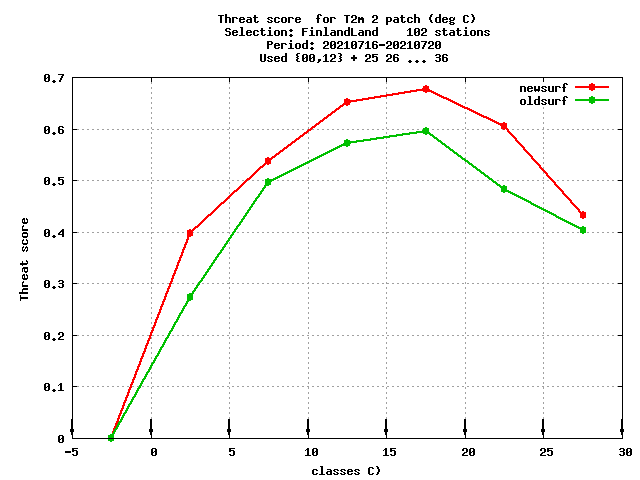 Threat score  for T2m 2 patch (deg C)
Selection: FinlandLand    102 stations
Period: 20210716-20210720
Used {00,12} + 25 26 ... 36
newsurf
oldsurf
0.7
0.6
0.5
0.4
0.3
0.2
0.1
0
Threat score
-5 0 5 10 15 20 25 30
classes C)